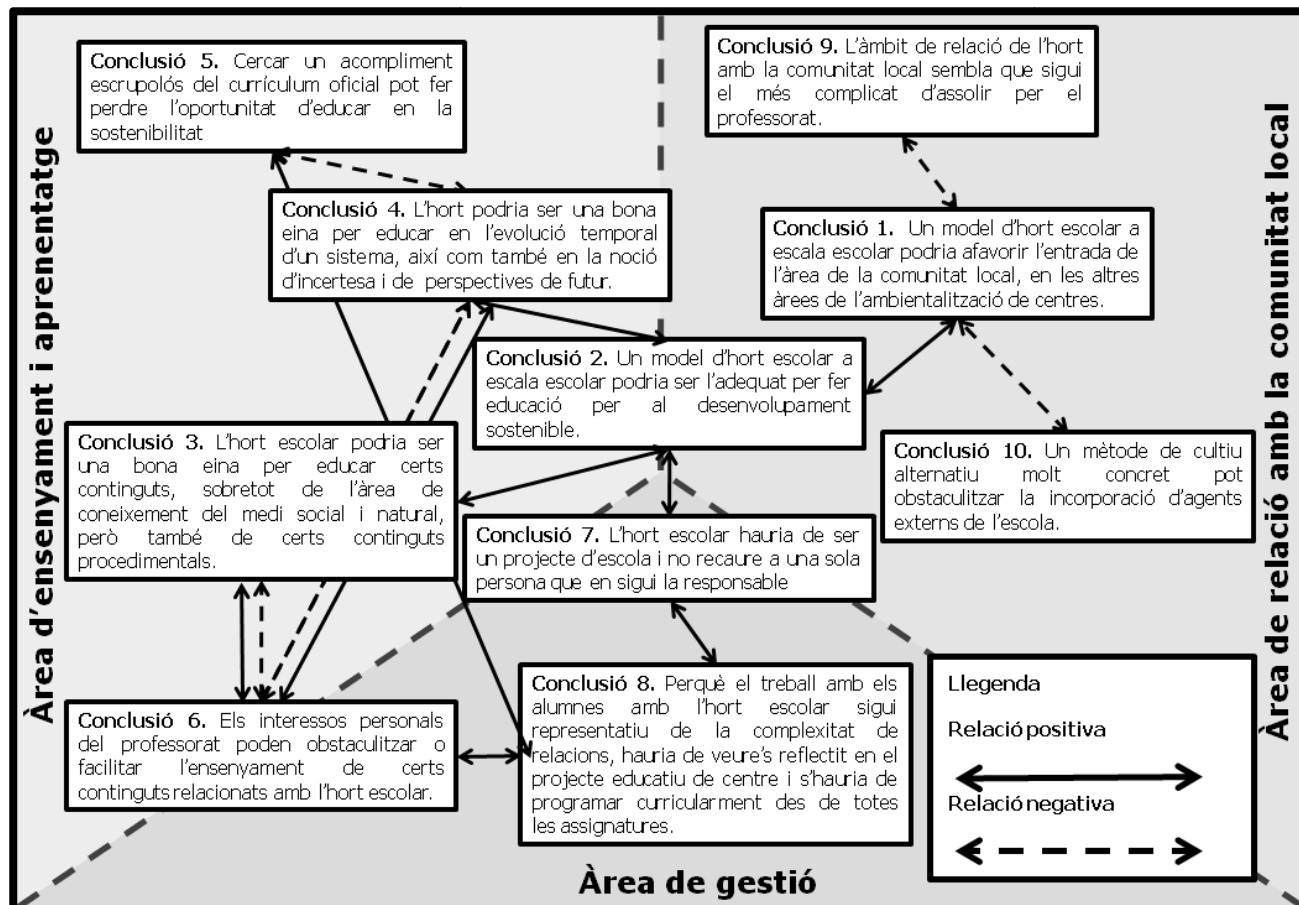 Àrea d'ensenyament i aprenentatge
Conclusió 5. Cercar un acompliment
escrupolós del currículum oficial pot fer
perdre l'oportunitat d'educar en la
sostenibilitat
Conclusió 9. L'àmbit de relació de l'hort
amb la comunitat local sembla que sigui
el més complicat d'assolir per el
professorat.
Àrea de relació amb la comunitat local
Conclusió 4. L'hort podria ser una bona
eina per educar en l'evolució temporal
d'un sistema, així com també en la noció
d'incertesa i de perspectives de futur.
Conclusió 1. Un model d'hort escolar a
escala escolar podria afavorir l'entrada de
l'àrea de la comunitat local, en les altres
àrees de l'ambientalització de centres.
Conclusió 2. Un model d'hort escolar a
escala escolar podria ser l'adequat per fer
educació per al desenvolupament
sostenible.
Conclusió 3. L'hort escolar podria ser
una bona eina per educar certs
continguts, sobretot de l'àrea de
coneixement del medi social i natural,
però també de certs continguts
procedimentals.
Conclusió 10. Un mètode de cultiu
alternatiu molt concret pot
obstaculitzar la incorporació d'agents
externs de l'escola.
Conclusió 7. L'hort escolar hauria de ser
un projecte d'escola i no recaure a una sola
persona que en sigui la responsable
Conclusió 6. Els interessos personals
del professorat poden obstaculitzar o
facilitar l'ensenyament de certs
continguts relacionats amb l'hort escolar.
Conclusió 8. Perquè el treball amb els
alumnes amb l'hort escolar sigui
representatiu de la complexitat de
relacions, hauria de veure's reflectit en el
projecte educatiu de centre i s'hauria de
programar curricularment des de totes
les assignatures.
Llegenda
Relació positiva
Relació negativa
Àrea de gestió